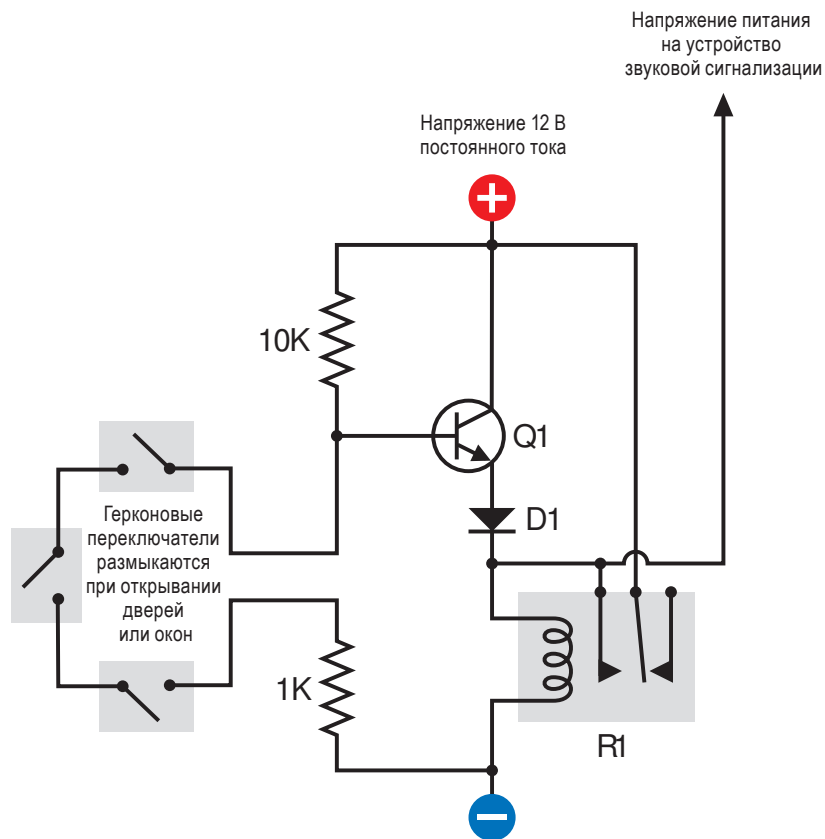 Напряжение питания
на устройство
звуковой сигнализации
Напряжение 12 В
постоянного тока
10K
Q1
D1
Герконовые
переключатели
размыкаются
при открывании
дверей
или окон
1K
R1